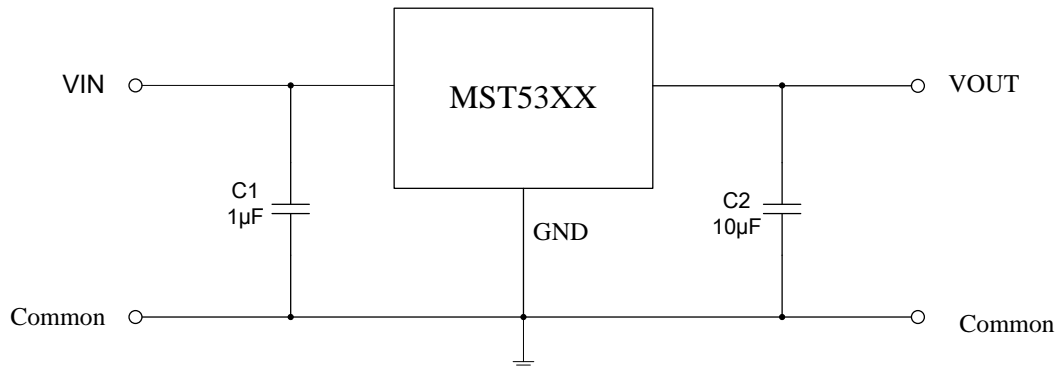 VIN
MST53XX
VOUT
C1
1µF
GND
C2
10µF
Common
Common